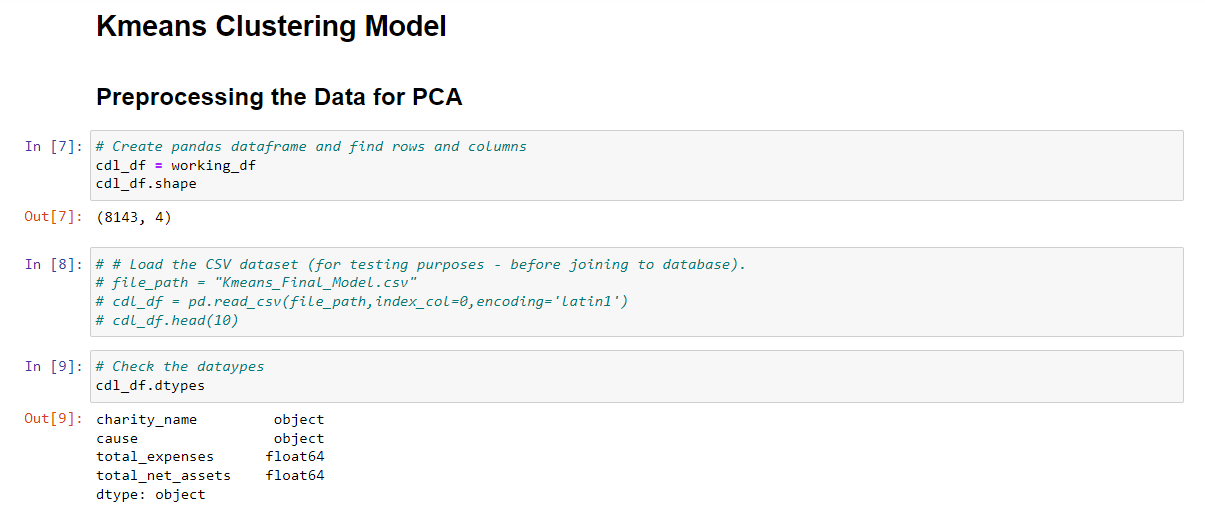 Kmeans Clustering Model
Preprocessing the Data for PCA
In [7]: # Create pandas dataframe and find rows and columns
cdl_df = working_df
cdl_df.shape
Out[7]: (8143, 4)
In [8]: # # Load the CSV dataset (for testing purposes - before joining to database).
# file_path = "Kmeans_Final_Model.csv"
# cdl_df = pd.read_csv(file_path,index_col=0,encoding='latin1')
# cdl_df.head(10)
In [9]: # Check the dataypes
cdl_df.dtypes
Out[9]: charity_name object
cause object
total_expenses float64
total_net_assets float64
dtype: object